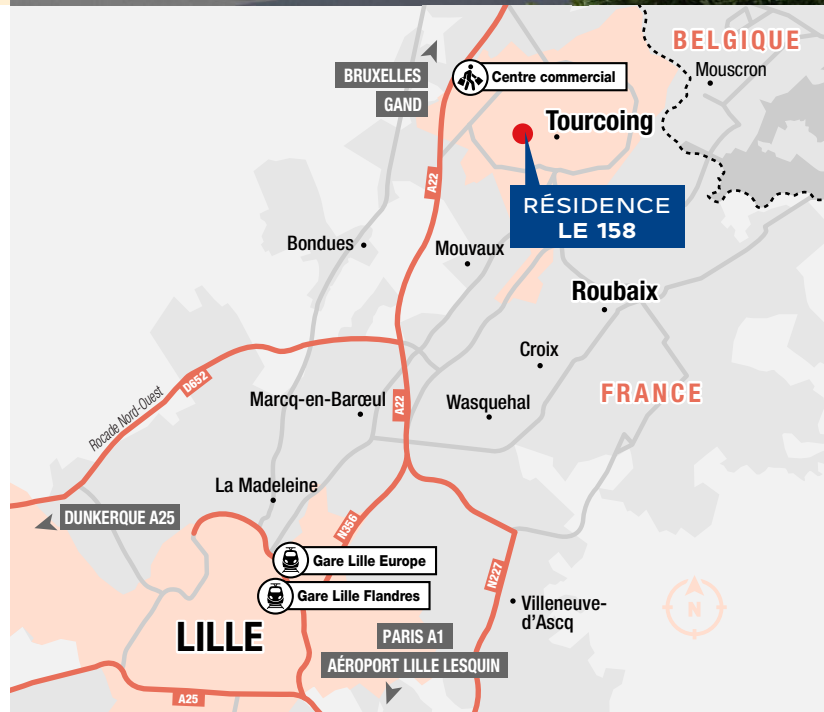 BELGIQUE
Mouscron
BRUXELLES
GAND
Centre commercial
Tourcoing
A22
RÉSIDENCE
LE 158
Bondues
Mouvaux
Roubaix
Croix
FRANCE
D652
Rocade Nord-Ouest
Marcq-en-Barœul
A22
Wasquehal
La Madeleine
DUNKERQUE A25
N356
Gare Lille Europe
N227
Gare Lille Flandres
Villeneuve-
d'Ascq
N
LILLE
PARIS A1
AÉROPORT LILLE LESQUIN
A25